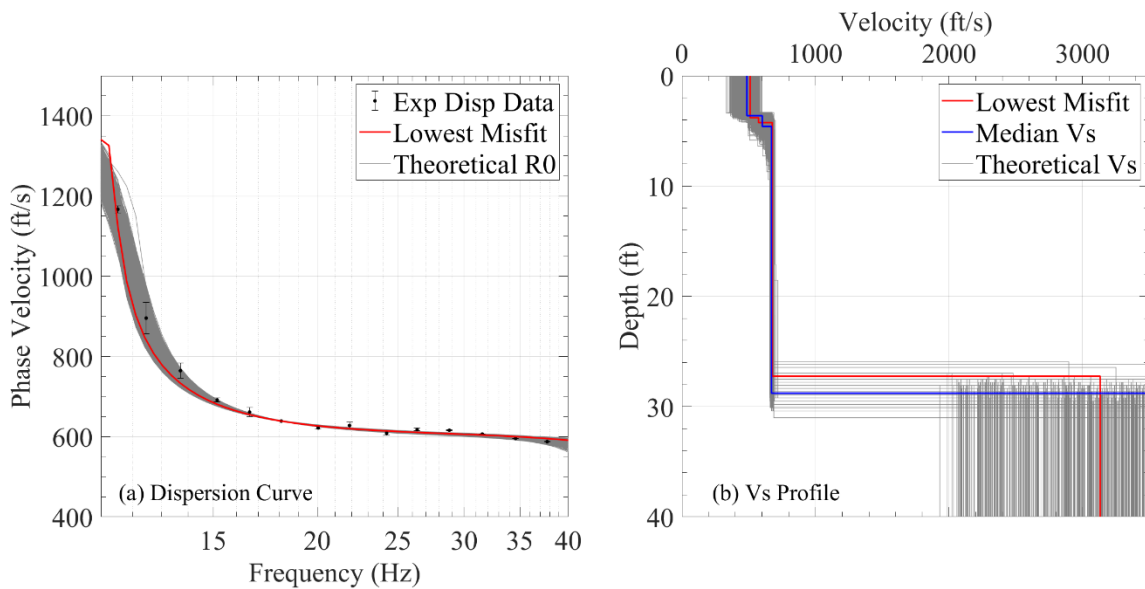 Velocity (ft/s)
0 1000 2000 3000
1400
1200
1000
800
600
400
Phase Velocity (ft/s)
Exp Disp Data
Lowest Misfit
Theoretical R0
(a) Dispersion Curve
15 20 25 30 35 40
Frequency (Hz)
0
10
20
30
40
Depth (ft)
Lowest Misfit
Median Vs
Theoretical Vs
(b) Vs Profile